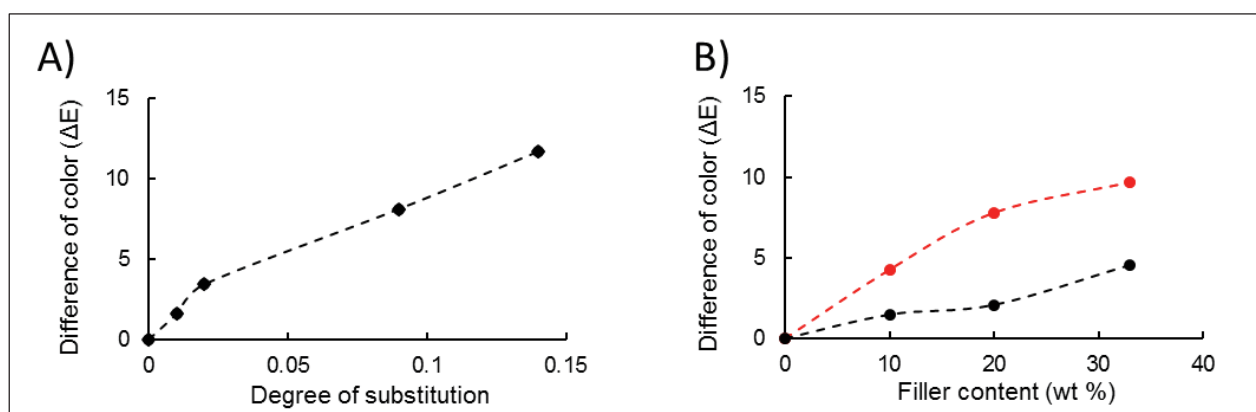 A)
Difference of color (ΔE)
15
10
5
0
0
0.05
0.1
0.15
Degree of substitution
B)
Difference of color (ΔE)
15
10
5
0
0
10
20
30
40
Filler content (wt %)